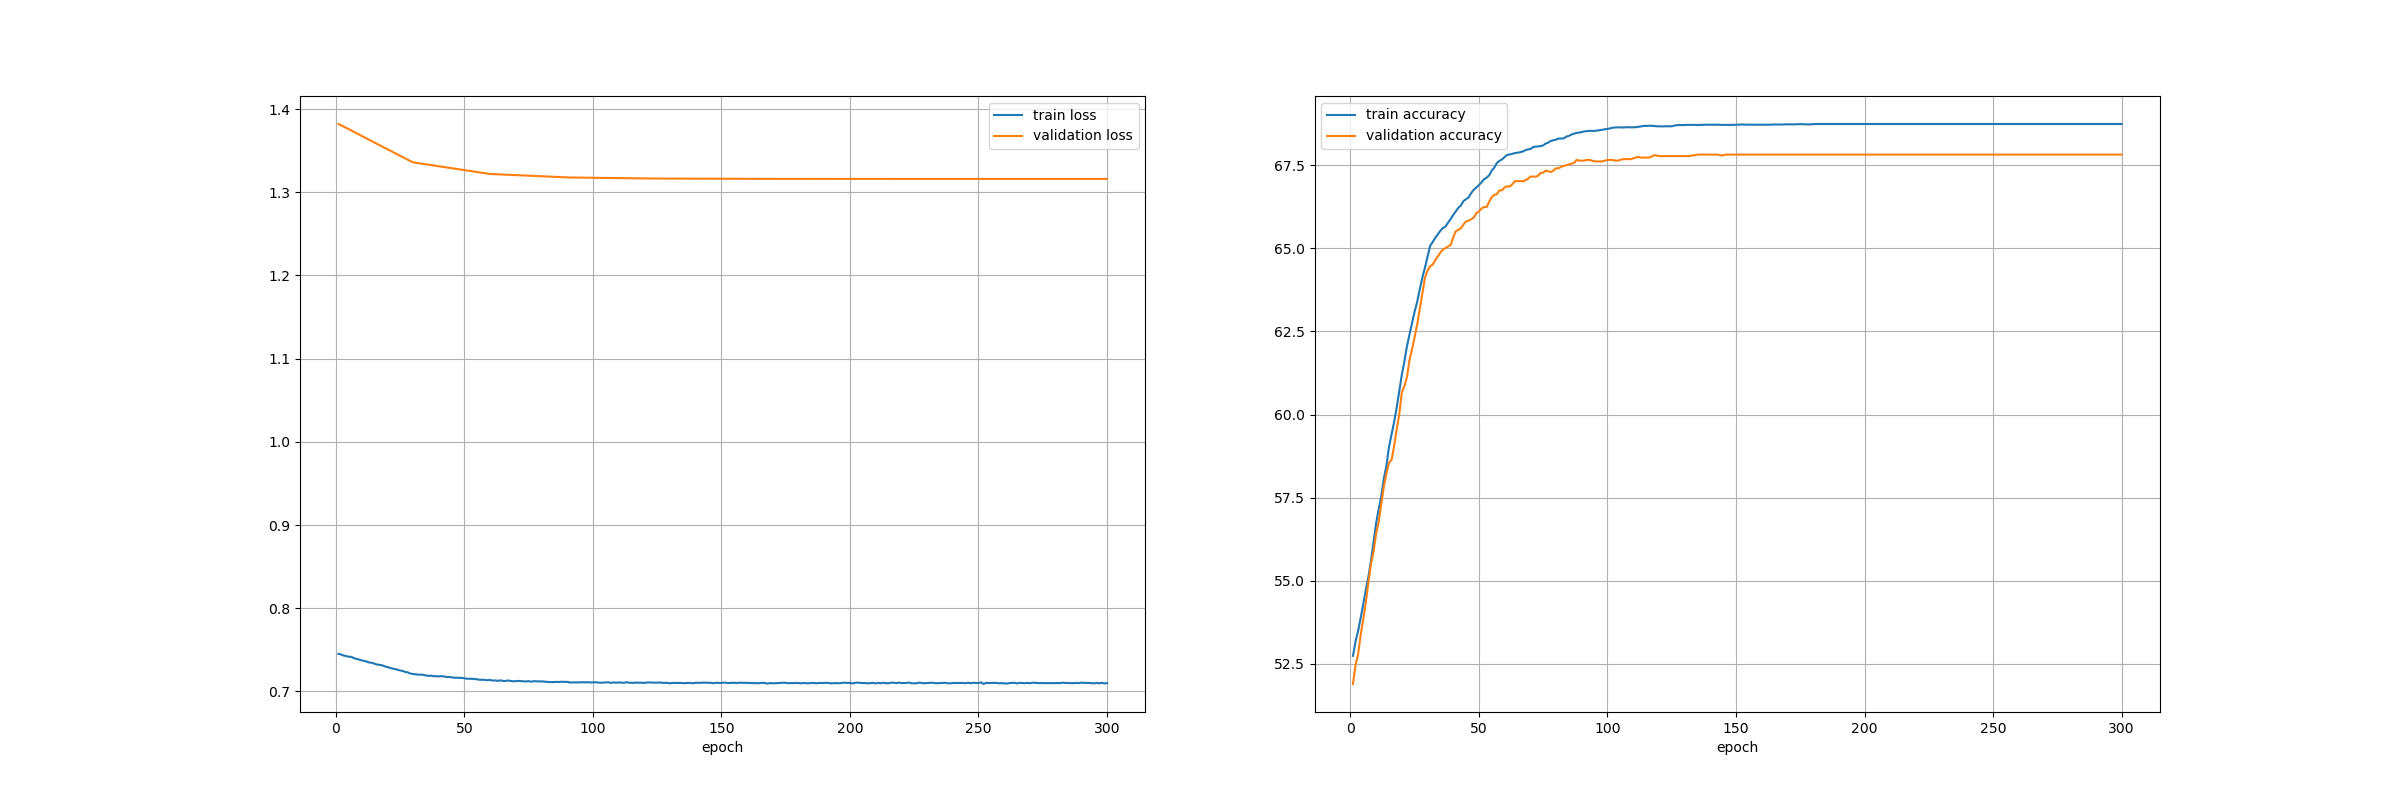 1.4
1.3
1.2
1.1
1.0
0.9
0.8
0.7
0 50 100 150 200 250 300
epoch
train loss
validation loss
67.5
65.0
62.5
60.0
57.5
55.0
52.5
0 50 100 150 200 250 300
epoch
train accuracy
validation accuracy